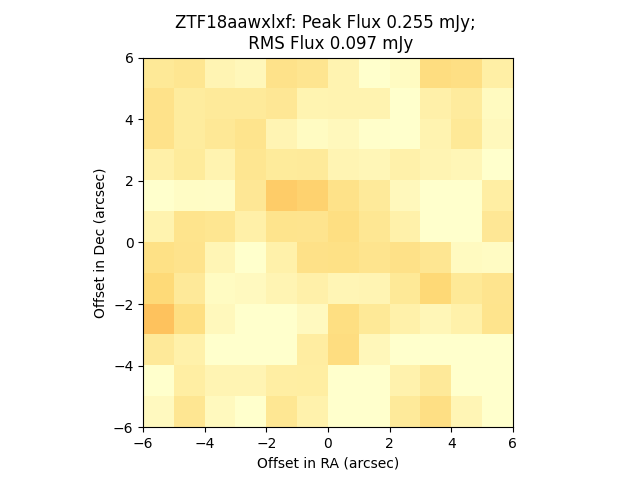 ZTF18aawxlxf: Peak Flux 0.255 mJy;
RMS Flux 0.097 mJy
6
4
2
0
−2
−4
−6
Offset in Dec (arcsec)
−6 −4 −2 0 2 4 6
Offset in RA (arcsec)